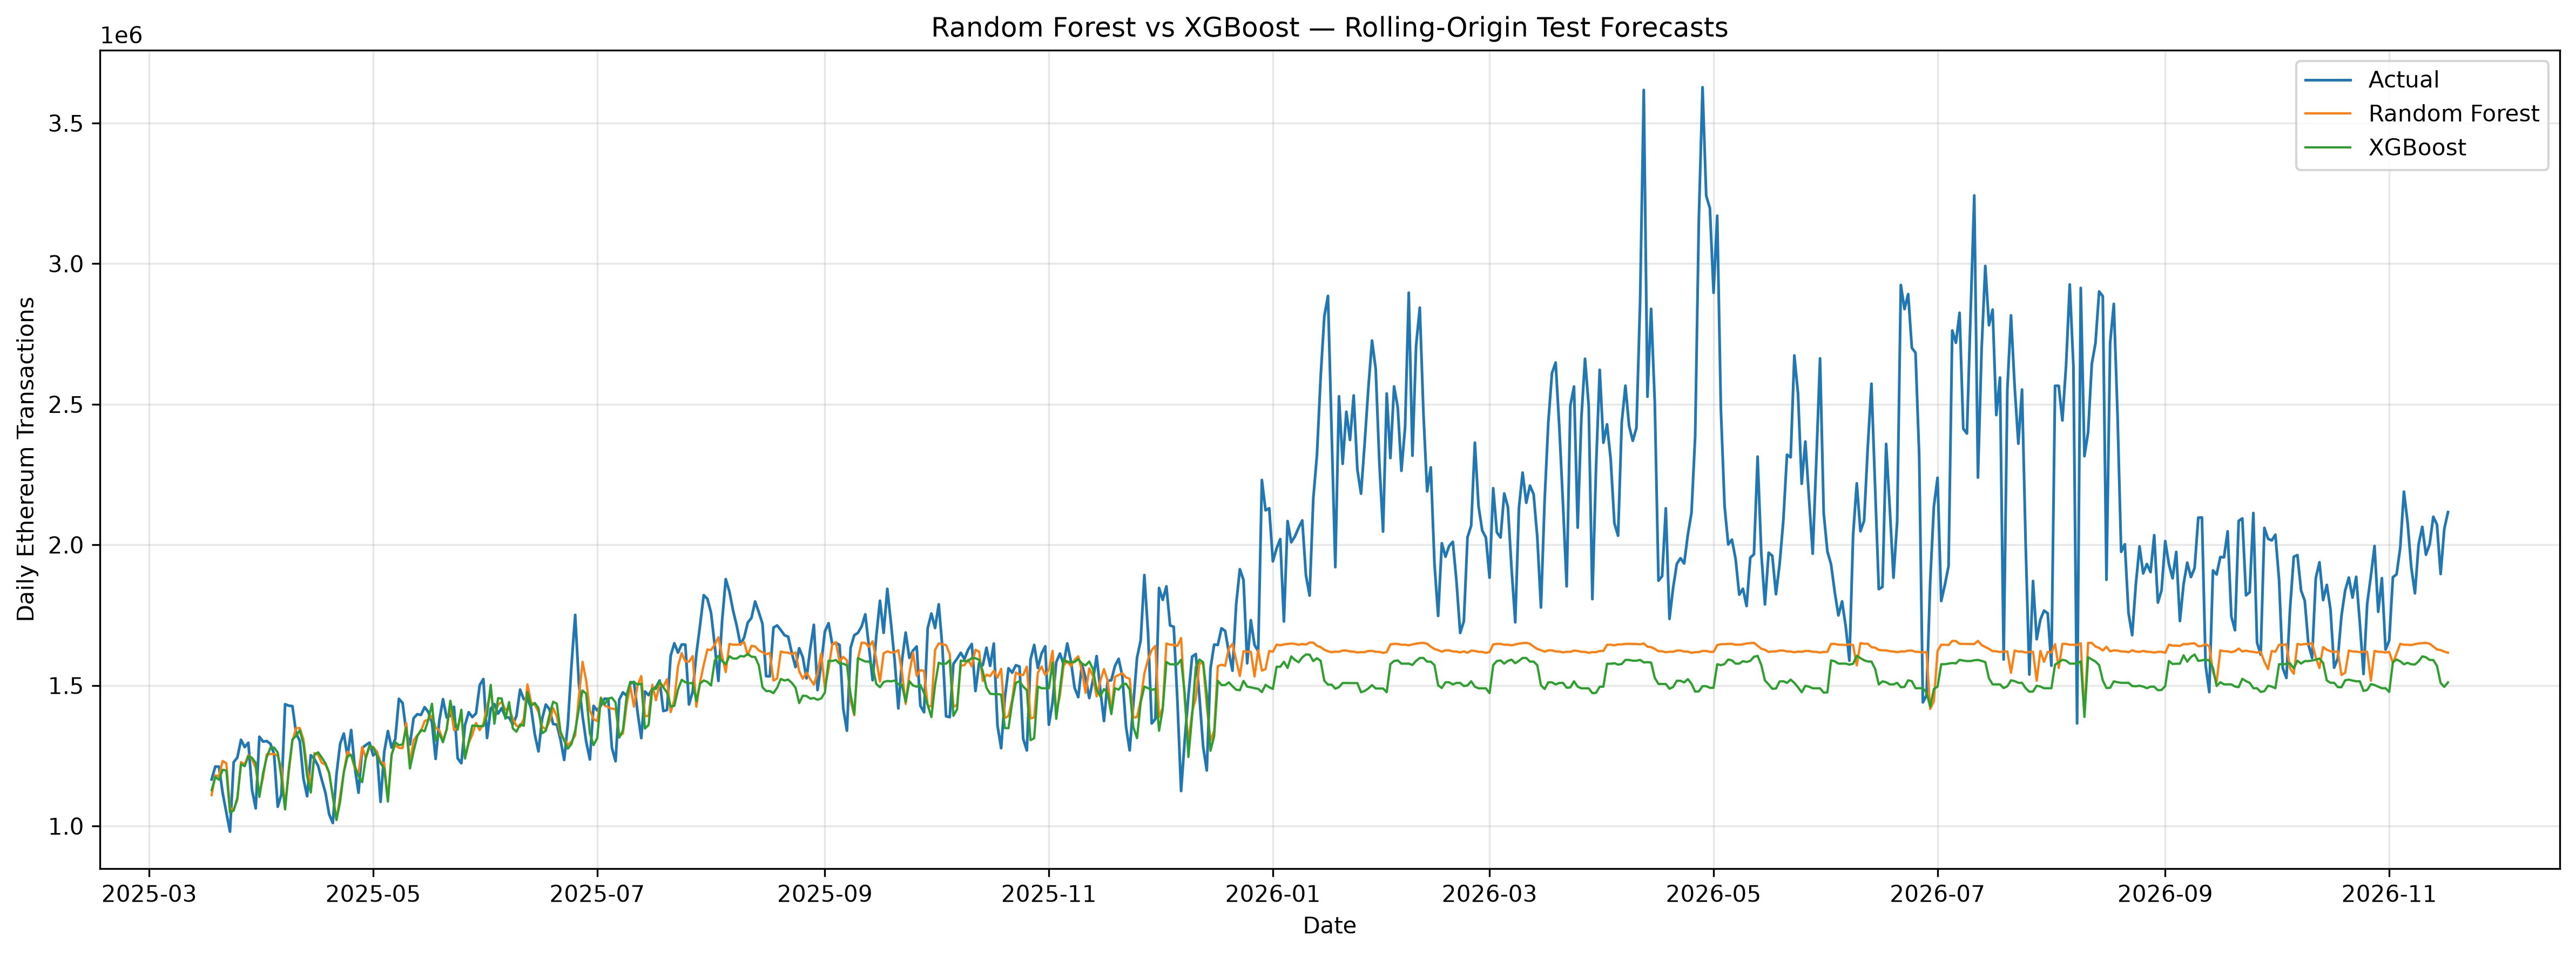 Random Forest vs XGBoost — Rolling-Origin Test Forecasts
1e6
Actual
Random Forest
XGBoost
3.5
3.0
2.5
2.0
1.5
1.0
Daily Ethereum Transactions
2025-03 2025-05 2025-07 2025-09 2025-11 2026-01 2026-03 2026-05 2026-07 2026-09 2026-11
Date